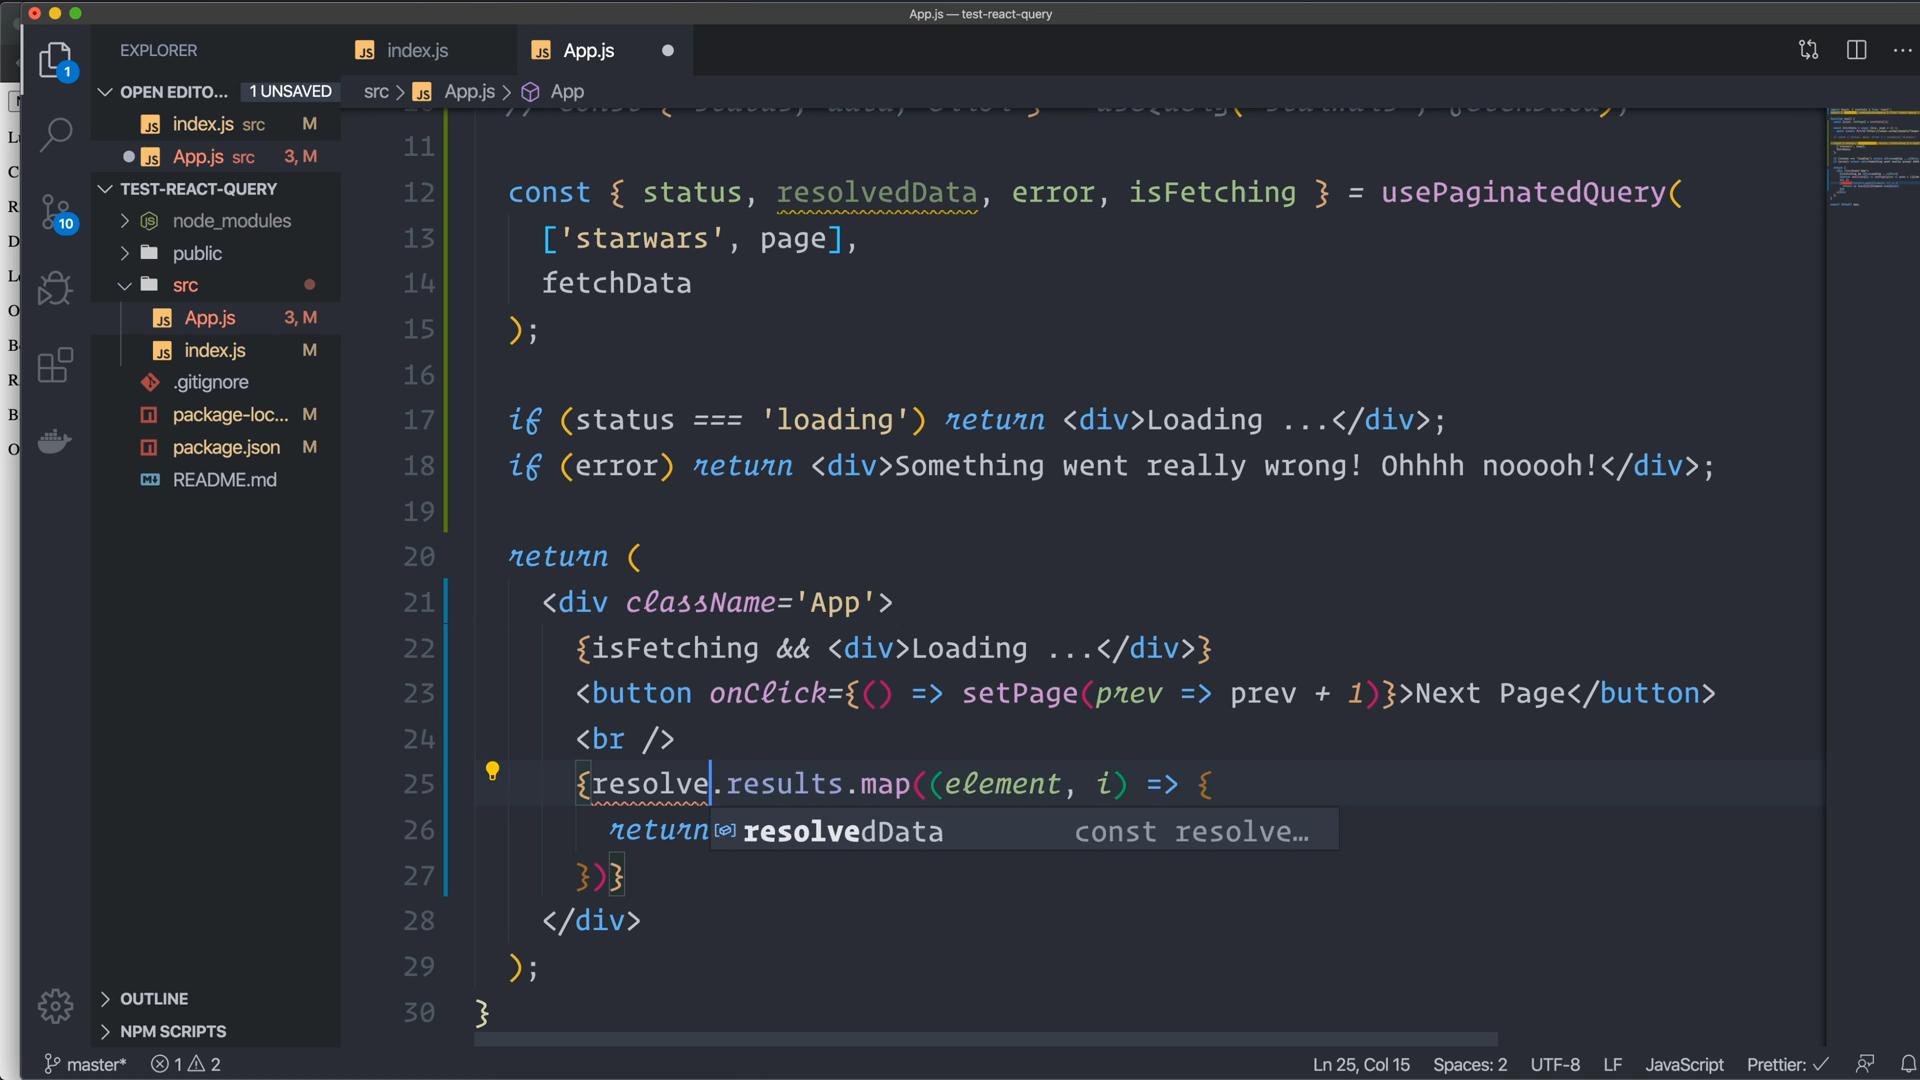 App.js — test-react-query
EXPLORER
OPEN EDITO... 1 UNSAVED
index.js src M
App.js src 3, M
TEST-REACT-QUERY
node_modules
public
src
App.js 3, M
index.js M
.gitignore
package-loc... M
package.json M
README.md
OUTLINE
NPM SCRIPTS
1
10
index.js
App.js
src > App.js > App
11
12 const { status, resolvedData, error, isFetching } = usePaginatedQuery(
13 ['starwars', page],
14 fetchData
15 );
16
17 if (status === 'loading') return <div>Loading ...</div>;
18 if (error) return <div>Something went really wrong! Ohhhh nooooh!</div>;
19
20 return (
21 <div className='App'>
22 {isFetching && <div>Loading ...</div>}
23 <button onClick={() => setPage(prev => prev + 1)}>Next Page</button>
24 <br />
25 {resolve.results.map((element, i) => {
26 return
resolvedData const resolve...
27 })}
28 </div>
29 );
30 }
master* 1 2
Ln 25, Col 15 Spaces: 2 UTF-8 LF JavaScript Prettier: ✓